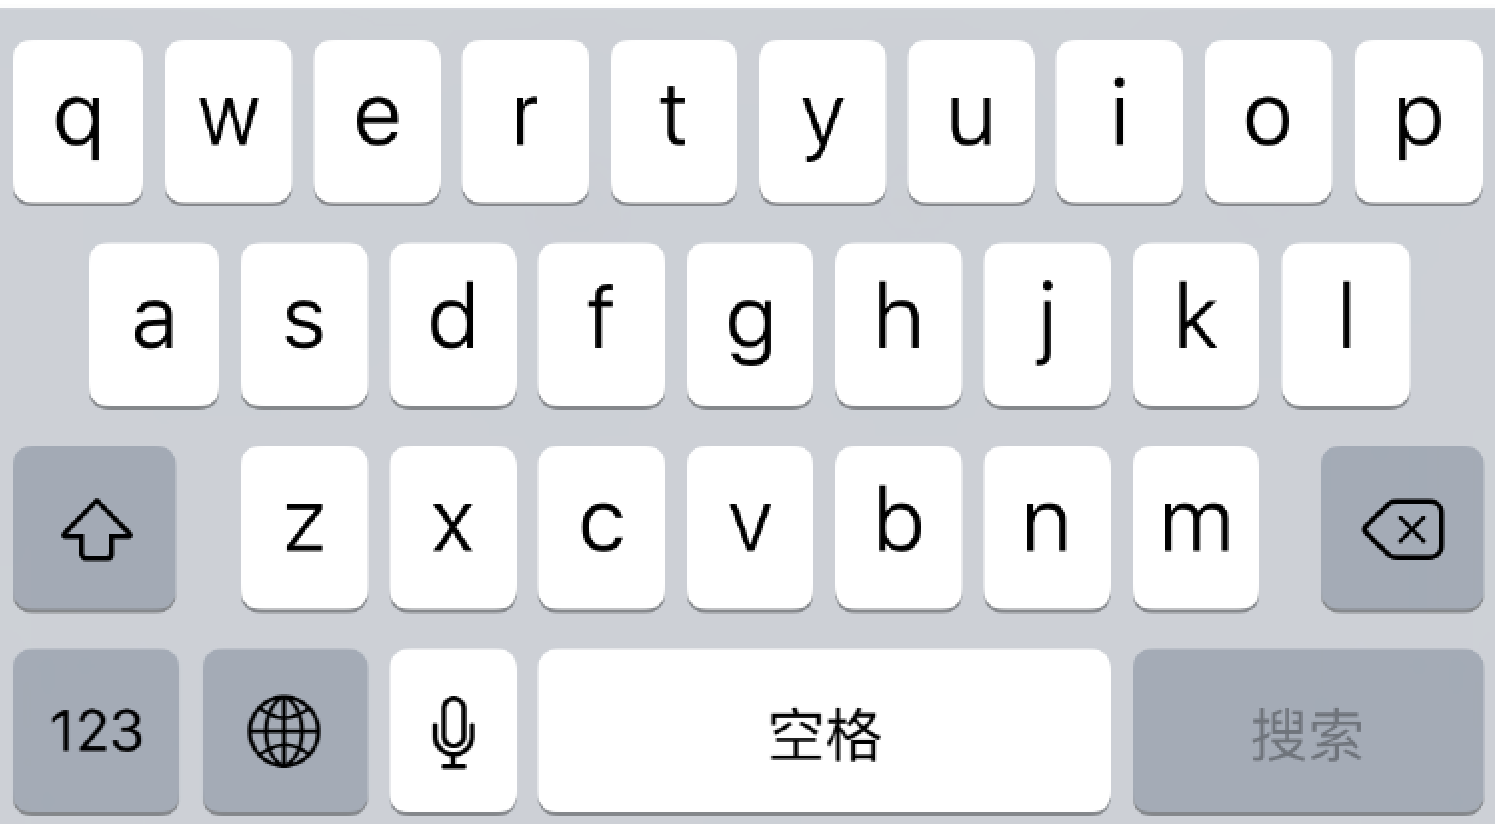 q w e r t y u i o p
a s d f g h j k l
z x c v b n m
123 空格 搜索